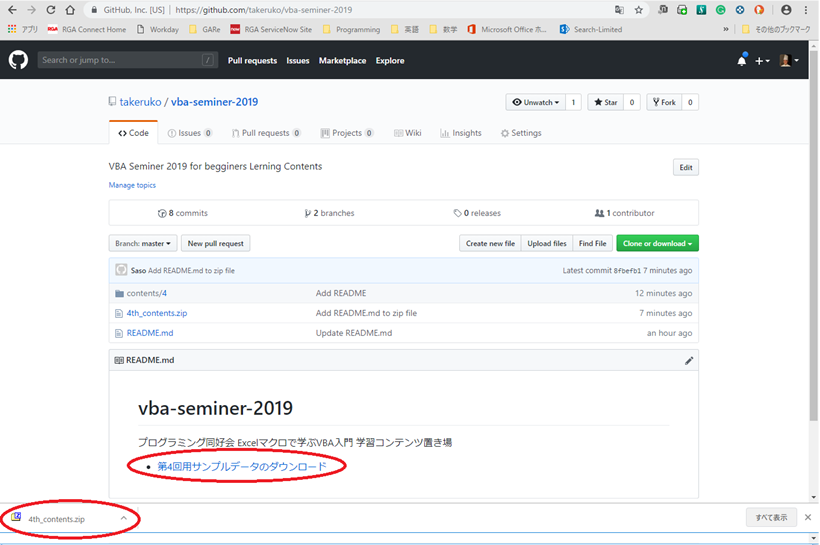 GitHub, Inc. [US] | https://github.com/takeruko/vba-seminer-2019
アプリ RGA RGA Connect Home Workday GARe RGA RGA ServiceNow Site Programming 英語 数学 Microsoft Office ホ... Search-Limited » その他のブックマーク
Search or jump to... / Pull requests Issues Marketplace Explore
takeruko / vba-seminer-2019 Unwatch 1 Star 0 Fork 0
Code Issues 0 Pull requests 0 Projects 0 Wiki Insights Settings
VBA Seminer 2019 for begginers Lerning Contents Edit
Manage topics
8 commits 2 branches 0 releases 1 contributor
Branch: master New pull request Create new file Upload files Find File Clone or download
Saso Add README.md to zip file Latest commit 8fbefb1 7 minutes ago
contents/4 Add README 12 minutes ago
4th_contents.zip Add README.md to zip file 7 minutes ago
README.md Update README.md an hour ago
README.md
vba-seminer-2019
プログラミング同好会 Excelマクロで学ぶVBA入門 学習コンテンツ置き場
• 第4回用サンプルデータのダウンロード
4th_contents.zip すべて表示